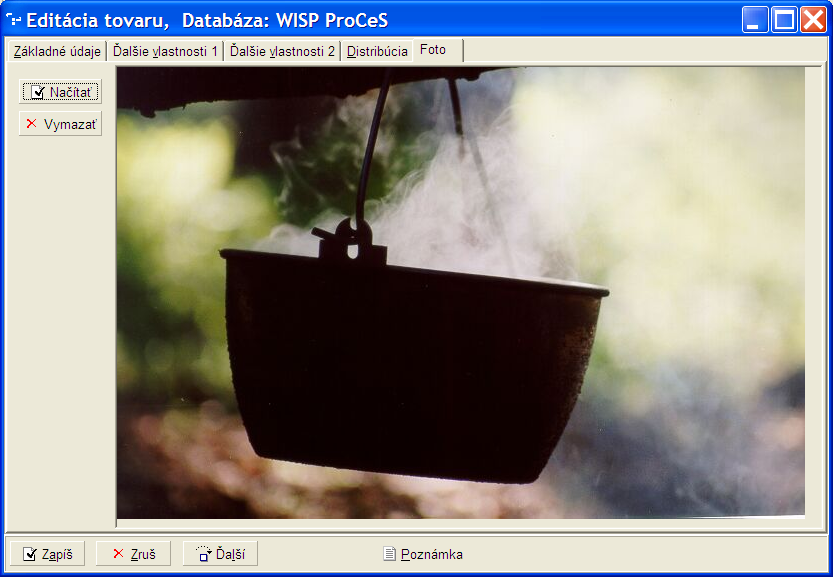 Editácia tovaru, Databáza: WISP ProCeS
Základné údaje Ďalšie vlastnosti 1 Ďalšie vlastnosti 2 Distribúcia Foto
Načítať
Vymazať
Zapíš Zruš Ďalší Poznámka